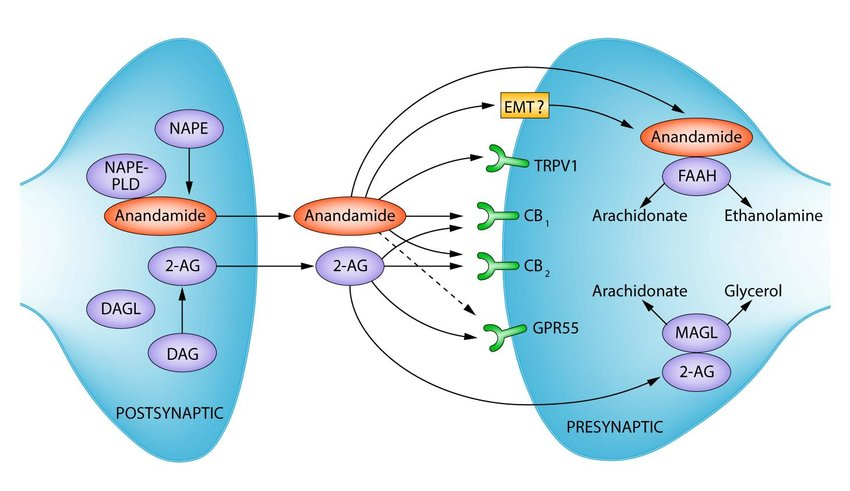 NAPE
NAPE-
PLD
Anandamide
2-AG
DAGL
DAG
POSTSYNAPTIC
Anandamide
2-AG
EMT?
TRPV1
CB1
CB2
GPR55
Anandamide
FAAH
Arachidonate
Ethanolamine
Arachidonate
Glycerol
MAGL
2-AG
PRESYNAPTIC